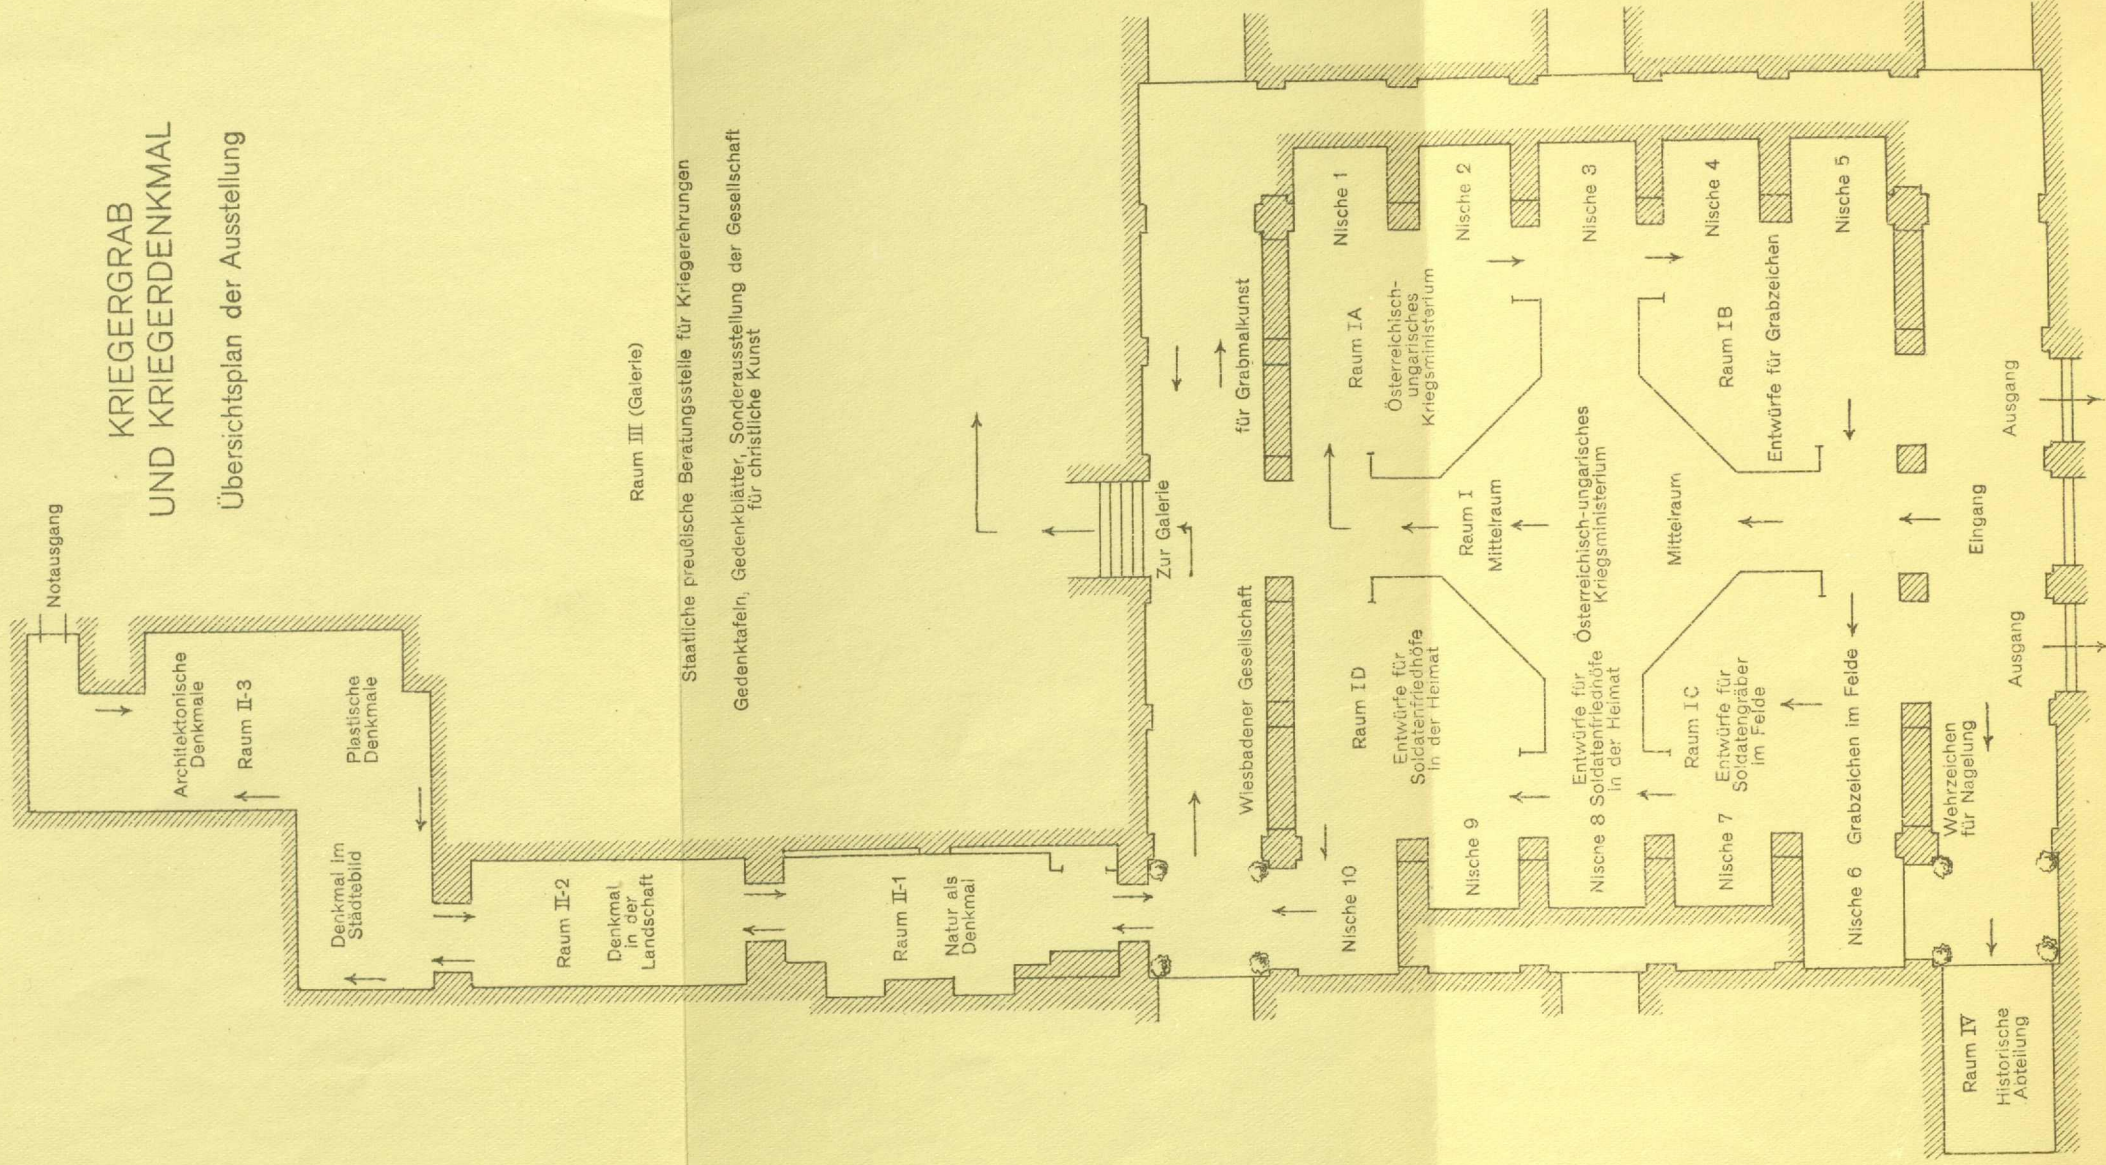 KRIEGERGRAB
UND KRIEGERDENKMAL
Übersichtsplan der Ausstellung
Notausgang
Architektonische
Denkmale
Raum II-3
Plastische
Denkmale
Denkmal im
Städtebild
Raum II-2
Denkmal
in der
Landschaft
Raum II-1
Natur als
Denkmal
Raum III (Galerie)
Staatliche preußische Beratungsstelle für Kriegerehrungen
Gedenktafeln, Gedenkblätter, Sonderausstellung der Gesellschaft
für christliche Kunst
Zur Galerie
Wiesbadener Gesellschaft
für Grabmalkunst
Nische 1
Raum IA
Österreichisch-
ungarisches
Kriegsministerium
Nische 2
Nische 3
Nische 4
Nische 5
Raum IB
Entwürfe für Grabzeichen
Raum I
Mittelraum
Österreichisch-ungarisches
Kriegsministerium
Mittelraum
Raum ID
Entwürfe für
Soldatenfriedhöfe
in der Heimat
Nische 10
Nische 9
Nische 8
Entwürfe für
Soldatenfriedhöfe
in der Heimat
Raum IC
Entwürfe für
Soldatengräber
im Felde
Nische 7
Nische 6
Grabzeichen im Felde
Wehrzeichen
für Nagelung
Ausgang
Eingang
Ausgang
Raum IV
Historische
Abteilung